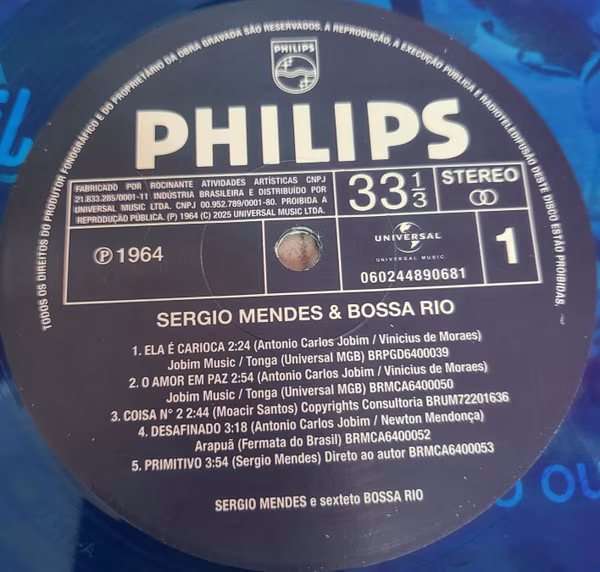 TODOS OS DIREITOS DO PRODUTOR FONOGRÁFICO E DO PROPRIETÁRIO DA OBRA GRAVADA SÃO RESERVADOS. A REPRODUÇÃO, A EXECUÇÃO PÚBLICA E RADIOTELEDIFUSÃO DESTE DISCO ESTÃO PROIBIDAS.
PHILIPS
PHILIPS
FABRICADO POR ROCINANTE ATIVIDADES ARTÍSTICAS CNPJ
21.833.285/0001-11 INDÚSTRIA BRASILEIRA E DISTRIBUÍDO POR
UNIVERSAL MUSIC LTDA. CNPJ 00.952.789/0001-80. PROIBIDA A
REPRODUÇÃO PÚBLICA. (P) 1964 (C) 2025 UNIVERSAL MUSIC LTDA.
33 1/3
STEREO
℗ 1964
UNIVERSAL
UNIVERSAL MUSIC
060244890681
1
SERGIO MENDES & BOSSA RIO
1. ELA É CARIOCA 2:24 (Antonio Carlos Jobim / Vinicius de Moraes)
Jobim Music / Tonga (Universal MGB) BRPGD6400039
2. O AMOR EM PAZ 2:54 (Antonio Carlos Jobim / Vinicius de Moraes)
Jobim Music / Tonga (Universal MGB) BRMCA6400050
3. COISA N° 2 2:44 (Moacir Santos) Copyrights Consultoria BRUM72201636
4. DESAFINADO 3:18 (Antonio Carlos Jobim / Newton Mendonça)
Arapuã (Fermata do Brasil) BRMCA6400052
5. PRIMITIVO 3:54 (Sergio Mendes) Direto ao autor BRMCA6400053
SERGIO MENDES e sexteto BOSSA RIO